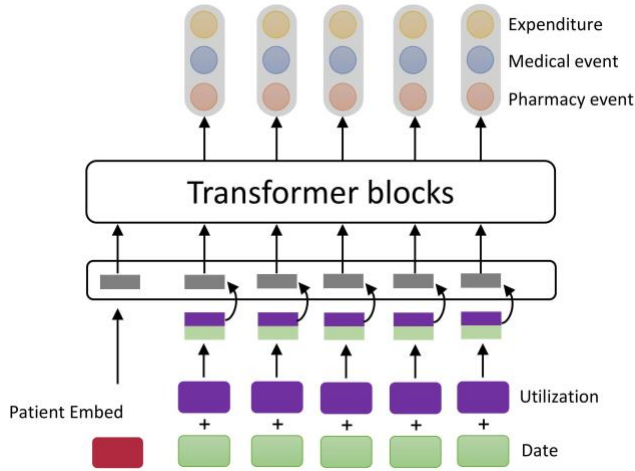 Expenditure
Medical event
Pharmacy event
Transformer blocks
Utilization
Patient Embed
+ + + + +
Date